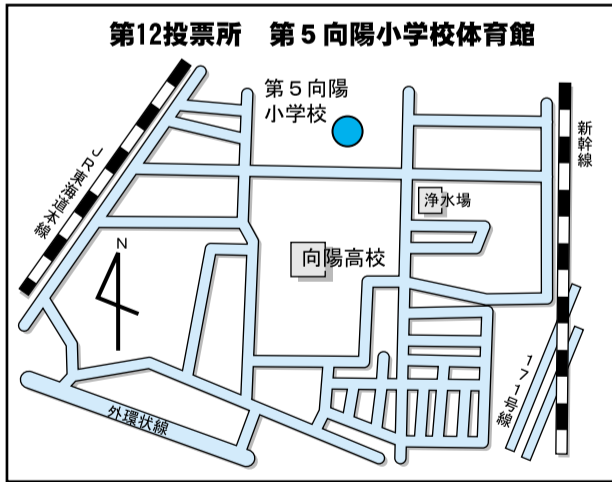 第12投票所　第５向陽小学校体育館
第５向陽
小学校
新幹線
ＪＲ東海道本線
浄水場
N
向陽高校
171号線
外環状線